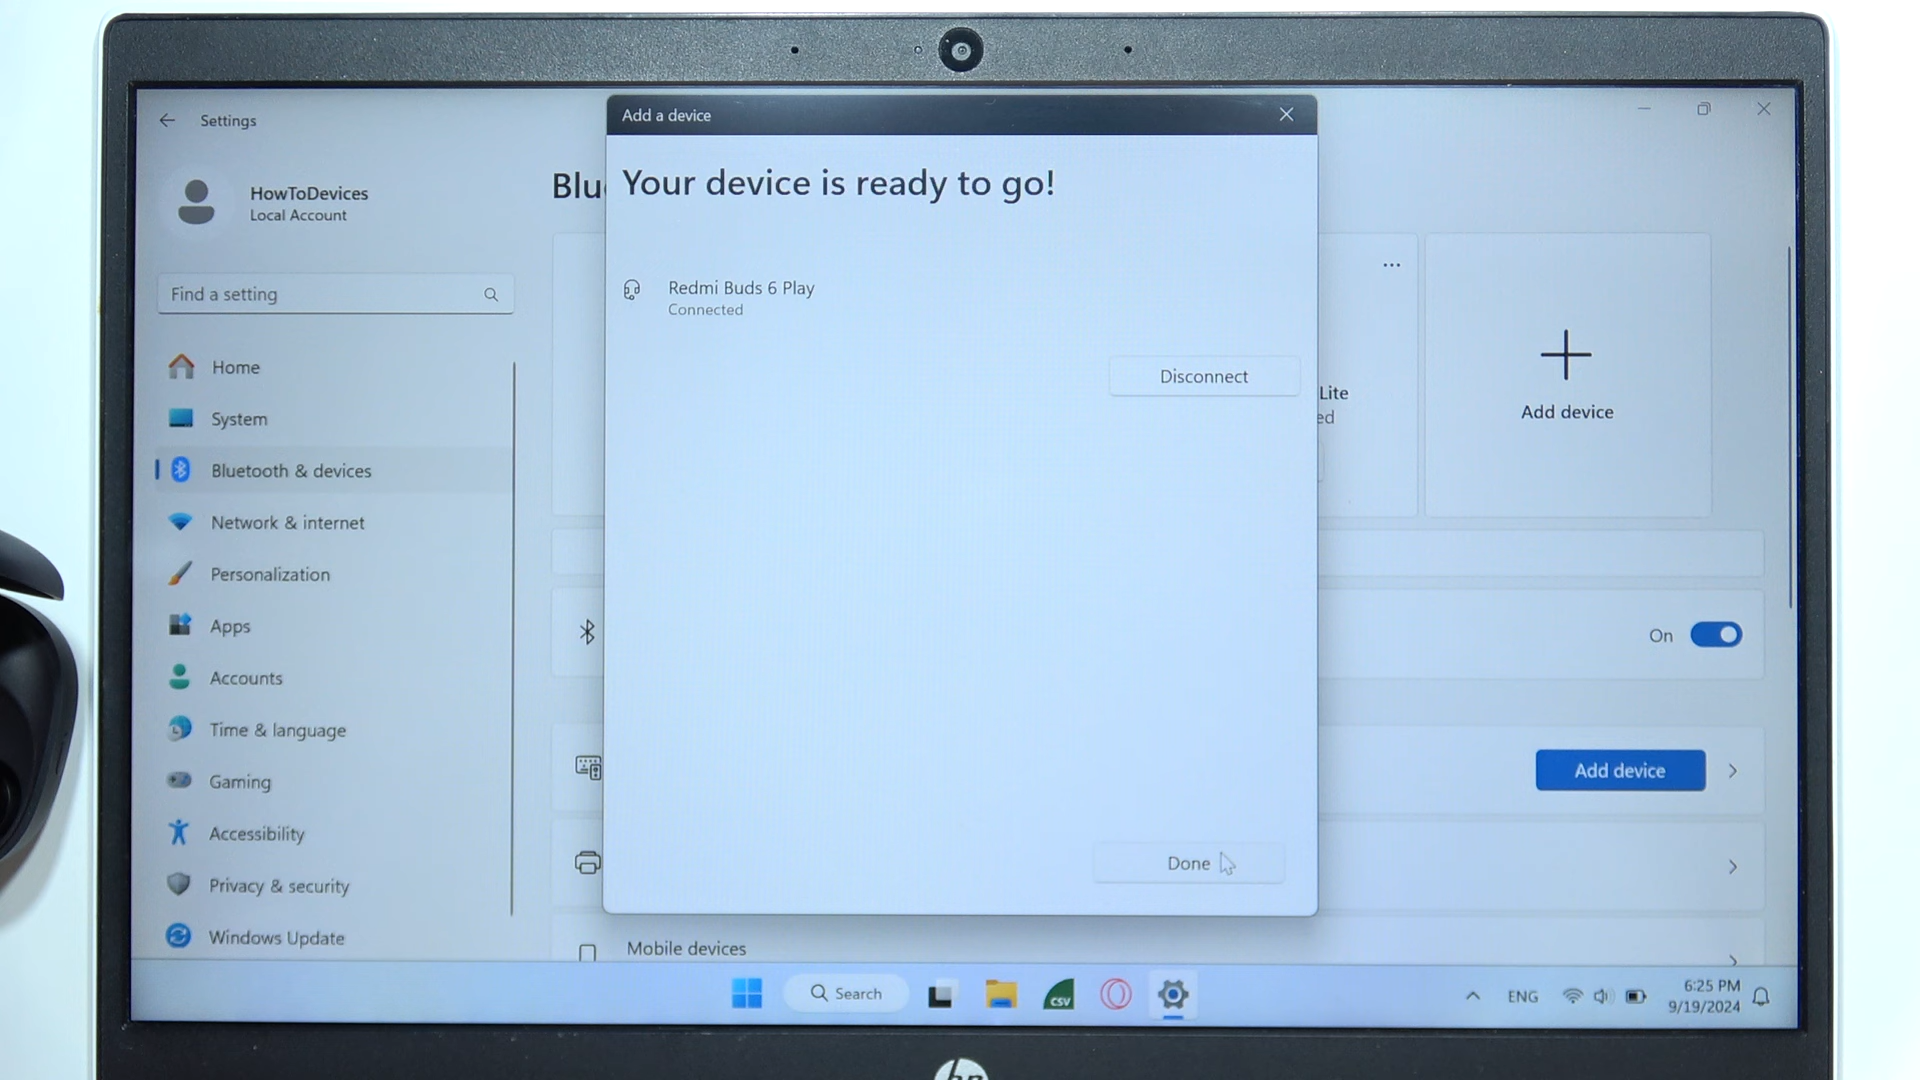 Settings
HowToDevices
Local Account
Find a setting
Home
System
Bluetooth & devices
Network & internet
Personalization
Apps
Accounts
Time & language
Gaming
Accessibility
Privacy & security
Windows Update
Blu
Add a device
Your device is ready to go!
Redmi Buds 6 Play
Connected
Disconnect
Done
Lite
ed
Add device
On
Add device
Mobile devices
Search
CSV
ENG
6:25 PM
9/19/2024
hp